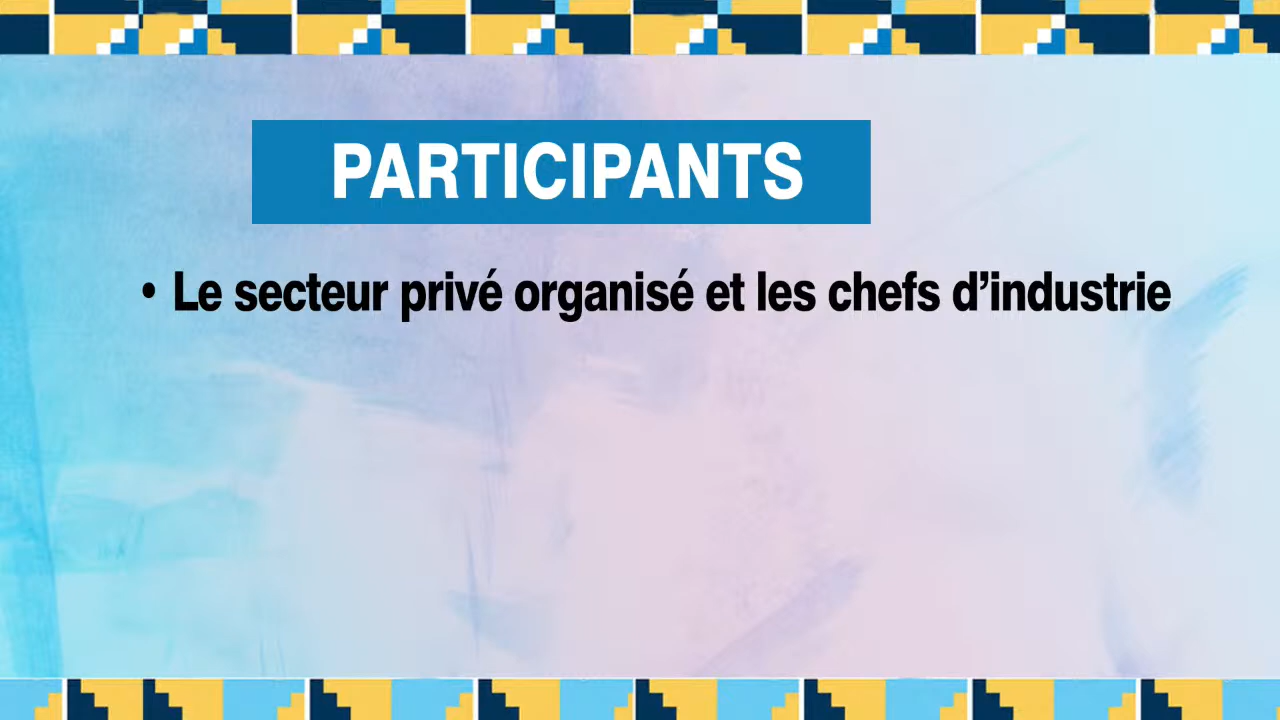 PARTICIPANTS
• Le secteur privé organisé et les chefs d’industrie